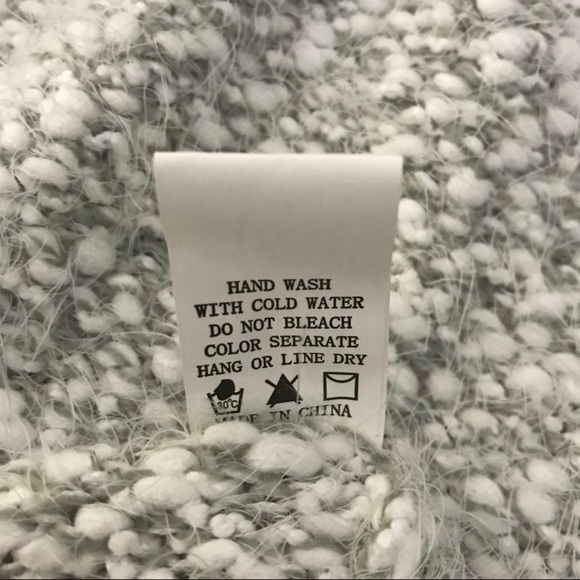 HAND WASH
WITH COLD WATER
DO NOT BLEACH
COLOR SEPARATE
HANG OR LINE DRY
30°C
MADE IN CHINA